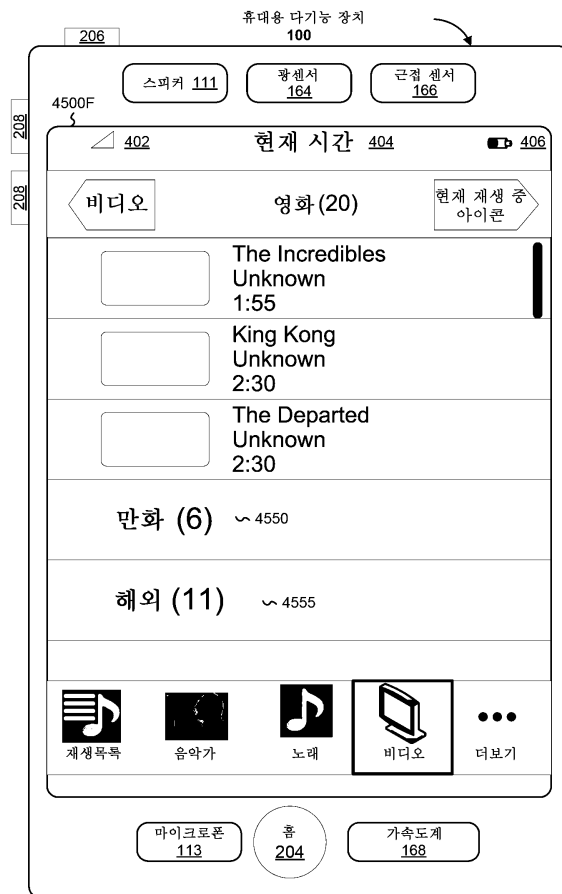 휴대용 다기능 장치
100
206
스피커 111
광센서
164
근접 센서
166
4500F
208
208
402
현재 시간 404
406
비디오
영화(20)
현재 재생 중
아이콘
The Incredibles
Unknown
1:55
King Kong
Unknown
2:30
The Departed
Unknown
2:30
만화 (6) 4550
해외 (11) 4555
재생목록
음악가
노래
비디오
더보기
마이크로폰
113
홈
204
가속도계
168